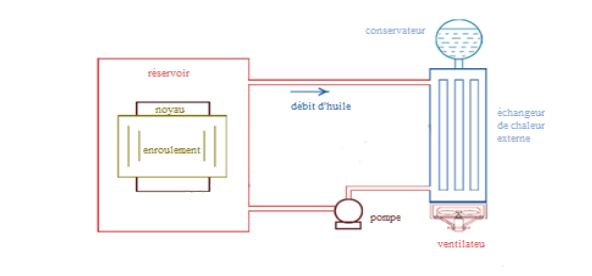 conservateur
réservoir
noyau
débit d'huile
échangeur
de chaleur
externe
enroulement
pompe
ventilateu